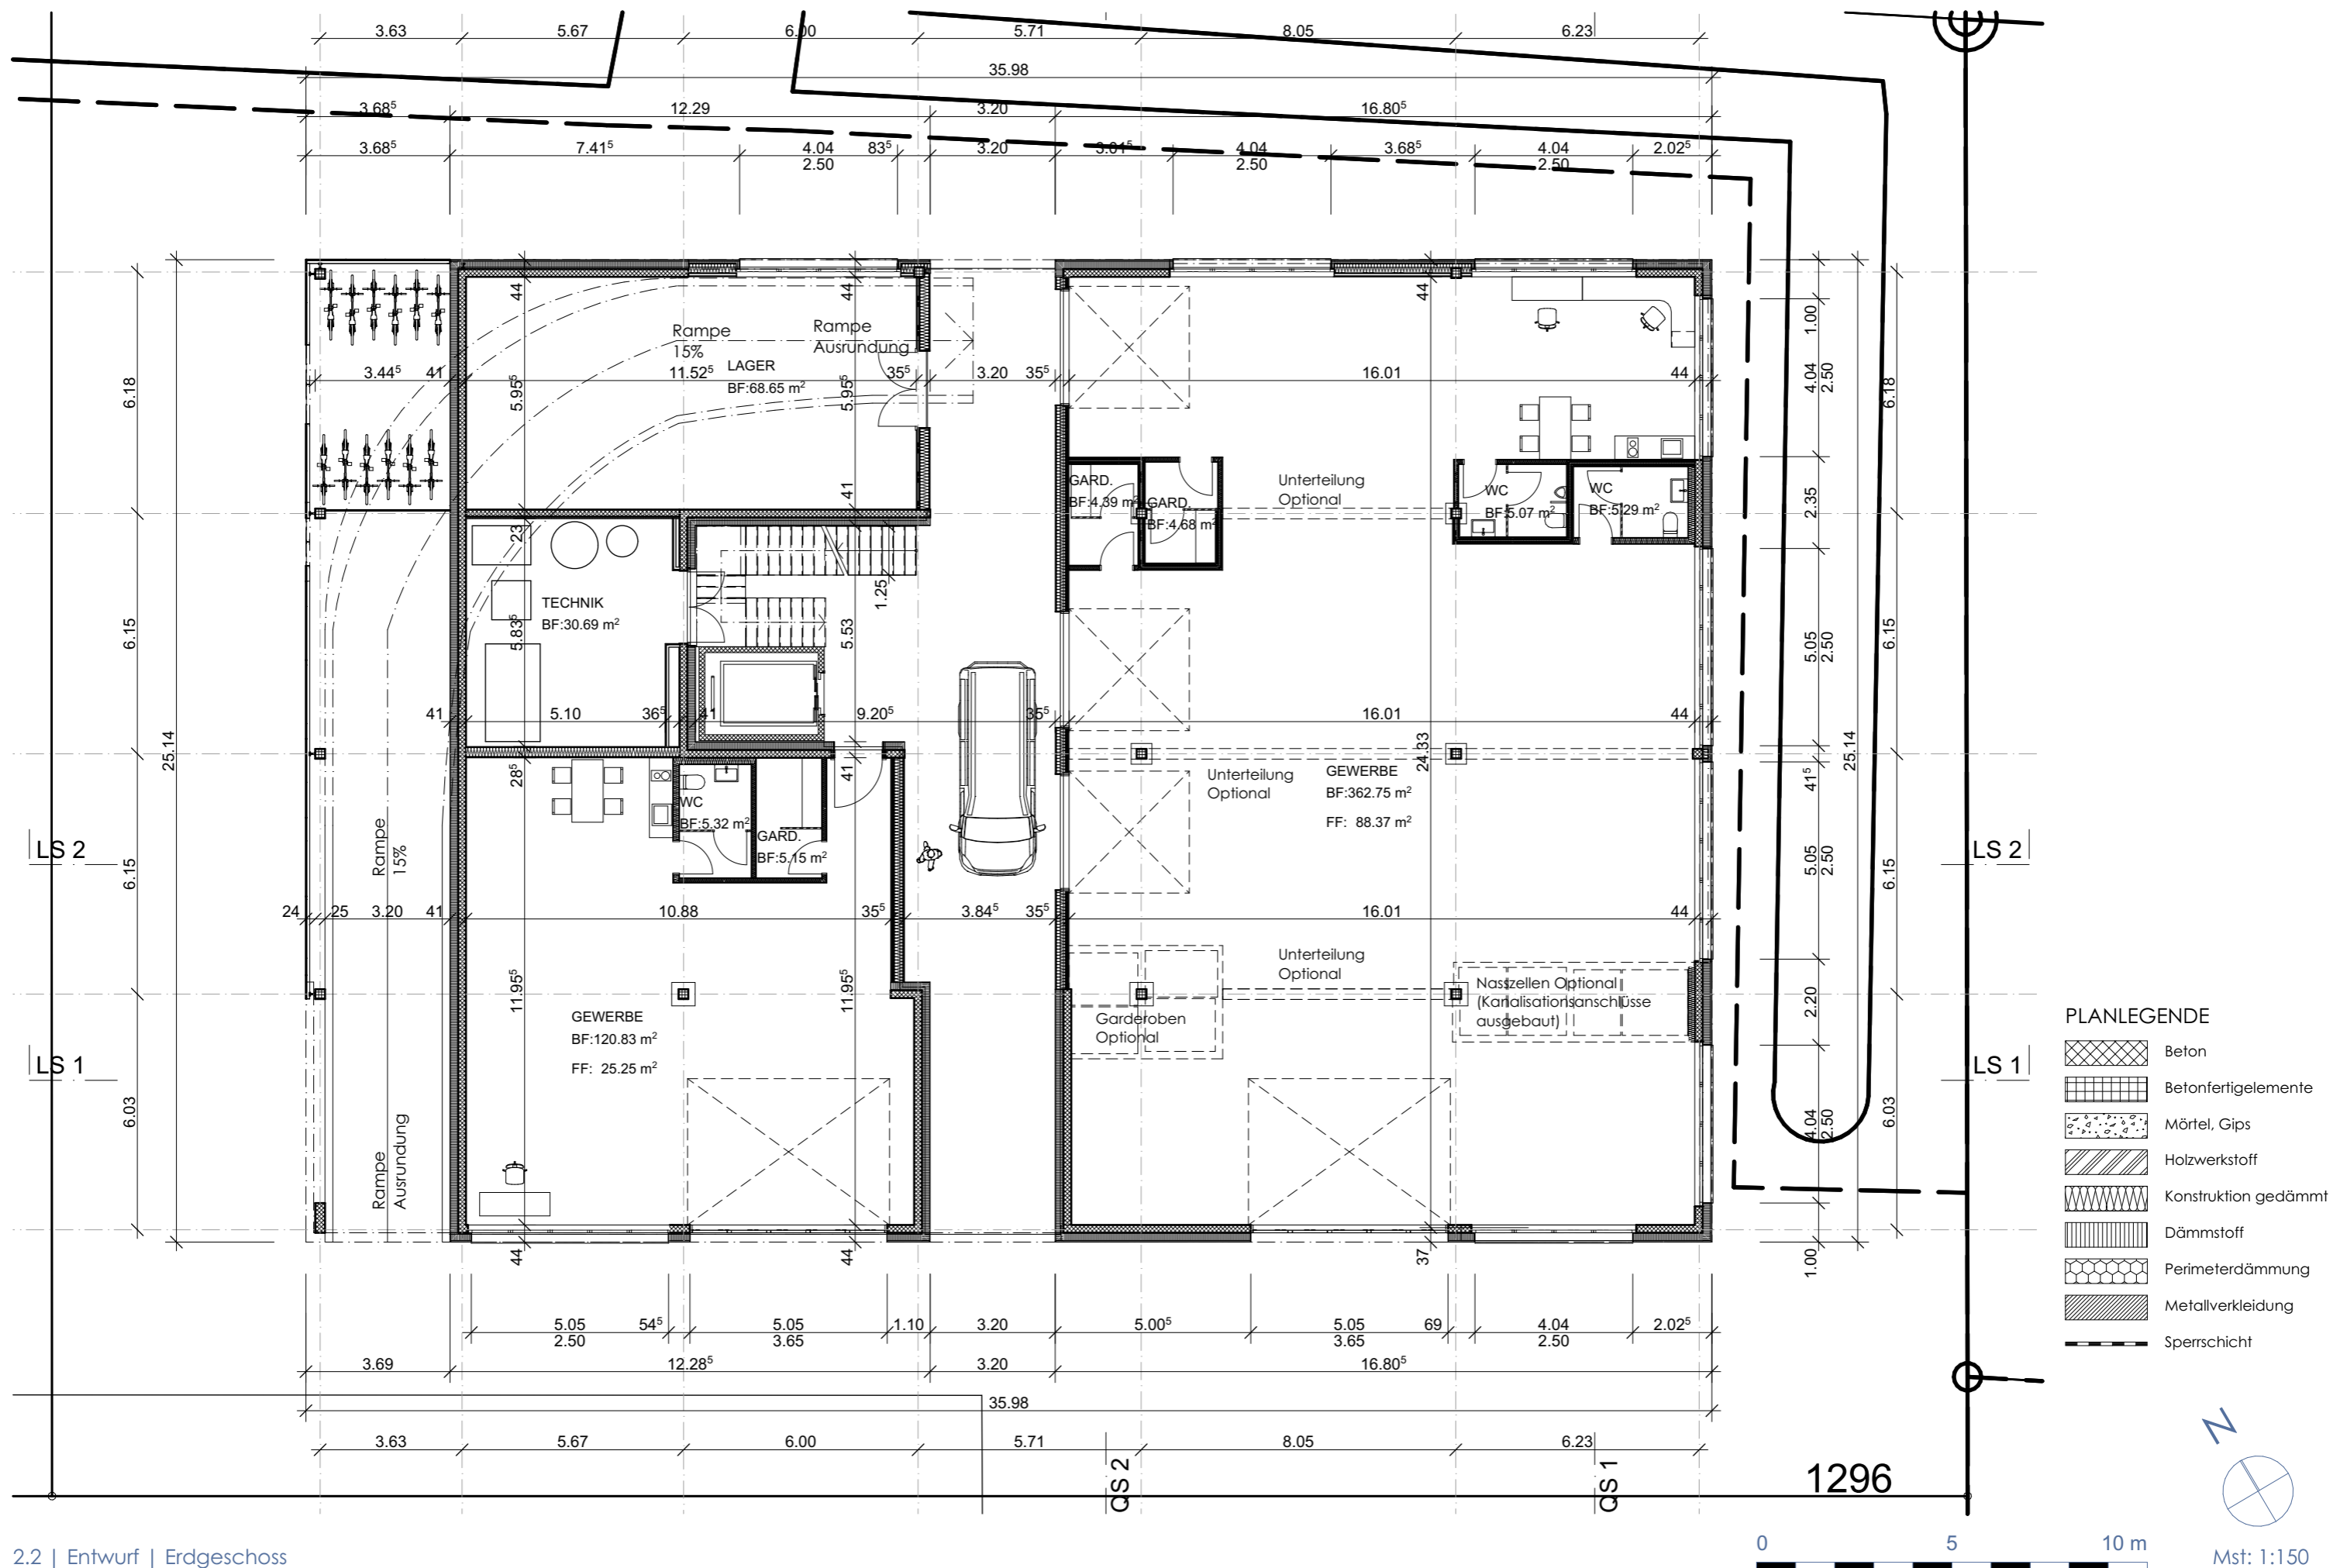 3.63 5.67 6.00 5.71 8.05 6.23
35.98
3.68⁵ 12.29 3.20 16.80⁵
3.68⁵ 7.41⁵ 4.04 83⁵ 3.20 3.01⁵ 4.04 3.68⁵ 4.04 2.02⁵
2.50 2.50 2.50
44 44 44
Rampe
15%
Rampe
Ausrundung
LAGER
BF:68.65 m²
3.44⁵ 41 11.52⁵ 35⁵ 3.20 35⁵ 16.01 44
5.95⁵ 5.95⁵
6.18
1.00
4.04
2.50
6.18
41
GARD.
BF:4.39 m²
GARD.
BF:4.68 m²
Unterteilung
Optional
WC
BF:5.07 m²
WC
BF:5.29 m²
2.35
23
TECHNIK
BF:30.69 m²
5.83⁵
1.25
5.53
6.15
5.05
2.50
6.15
41 5.10 36⁵ 41 9.20⁵ 35⁵ 16.01 44
25.14
24.33
25.14
28⁵
41
41⁵
Unterteilung
Optional
GEWERBE
BF:362.75 m²
FF: 88.37 m²
WC
BF:5.32 m²
GARD.
BF:5.15 m²
LS 2
LS 2
6.15
Rampe
15%
5.05
2.50
6.15
24 25 3.20 41 10.88 35⁵ 3.84⁵ 35⁵ 16.01 44
Unterteilung
Optional
11.95⁵ 11.95⁵
Nasszellen Optional
(Kanalisationsanschlüsse
ausgebaut)
Garderoben
Optional
2.20
GEWERBE
BF:120.83 m²
FF: 25.25 m²
LS 1
LS 1
6.03
Rampe
Ausrundung
4.04
2.50
6.03
44 44 37 1.00
PLANLEGENDE
Beton
Betonfertigelemente
Mörtel, Gips
Holzwerkstoff
Konstruktion gedämmt
Dämmstoff
Perimeterdämmung
Metallverkleidung
Sperrschicht
5.05 54⁵ 5.05 1.10 3.20 5.00⁵ 5.05 69 4.04 2.02⁵
2.50 3.65 3.65 2.50
3.69 12.28⁵ 3.20 16.80⁵
35.98
3.63 5.67 6.00 5.71 8.05 6.23
QS 2
QS 1
1296
N
0 5 10 m
Mst: 1:150
2.2 | Entwurf | Erdgeschoss